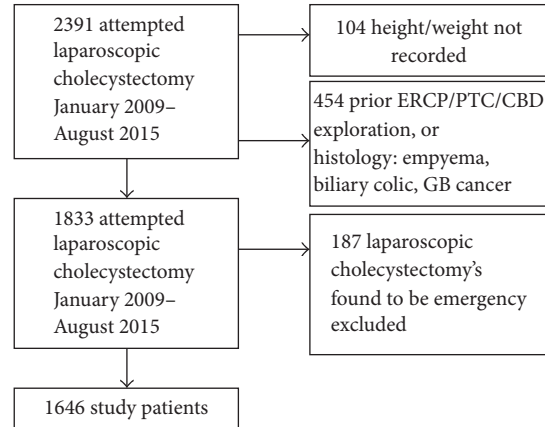 2391 attempted
laparoscopic
cholecystectomy
January 2009–
August 2015
104 height/weight not
recorded
454 prior ERCP/PTC/CBD
exploration, or
histology: empyema,
biliary colic, GB cancer
1833 attempted
laparoscopic
cholecystectomy
January 2009–
August 2015
187 laparoscopic
cholecystectomy's
found to be emergency
excluded
1646 study patients